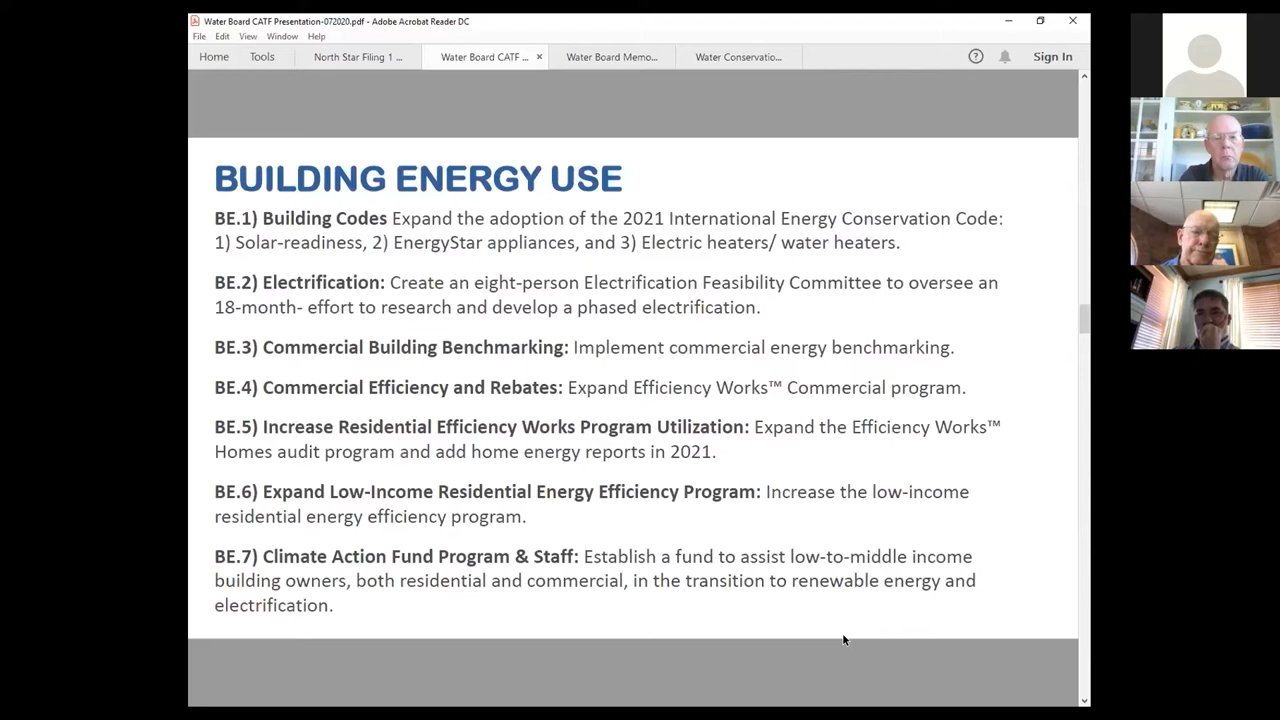 Water Board CATF Presentation-072020.pdf - Adobe Acrobat Reader DC
File Edit View Window Help
Home Tools North Star Filing 1 ... Water Board CATF ... × Water Board Memo... Water Conservatio... ? Sign In
BUILDING ENERGY USE
BE.1) Building Codes Expand the adoption of the 2021 International Energy Conservation Code:
1) Solar-readiness, 2) EnergyStar appliances, and 3) Electric heaters/ water heaters.
BE.2) Electrification: Create an eight-person Electrification Feasibility Committee to oversee an
18-month- effort to research and develop a phased electrification.
BE.3) Commercial Building Benchmarking: Implement commercial energy benchmarking.
BE.4) Commercial Efficiency and Rebates: Expand Efficiency Works™ Commercial program.
BE.5) Increase Residential Efficiency Works Program Utilization: Expand the Efficiency Works™
Homes audit program and add home energy reports in 2021.
BE.6) Expand Low-Income Residential Energy Efficiency Program: Increase the low-income
residential energy efficiency program.
BE.7) Climate Action Fund Program & Staff: Establish a fund to assist low-to-middle income
building owners, both residential and commercial, in the transition to renewable energy and
electrification.